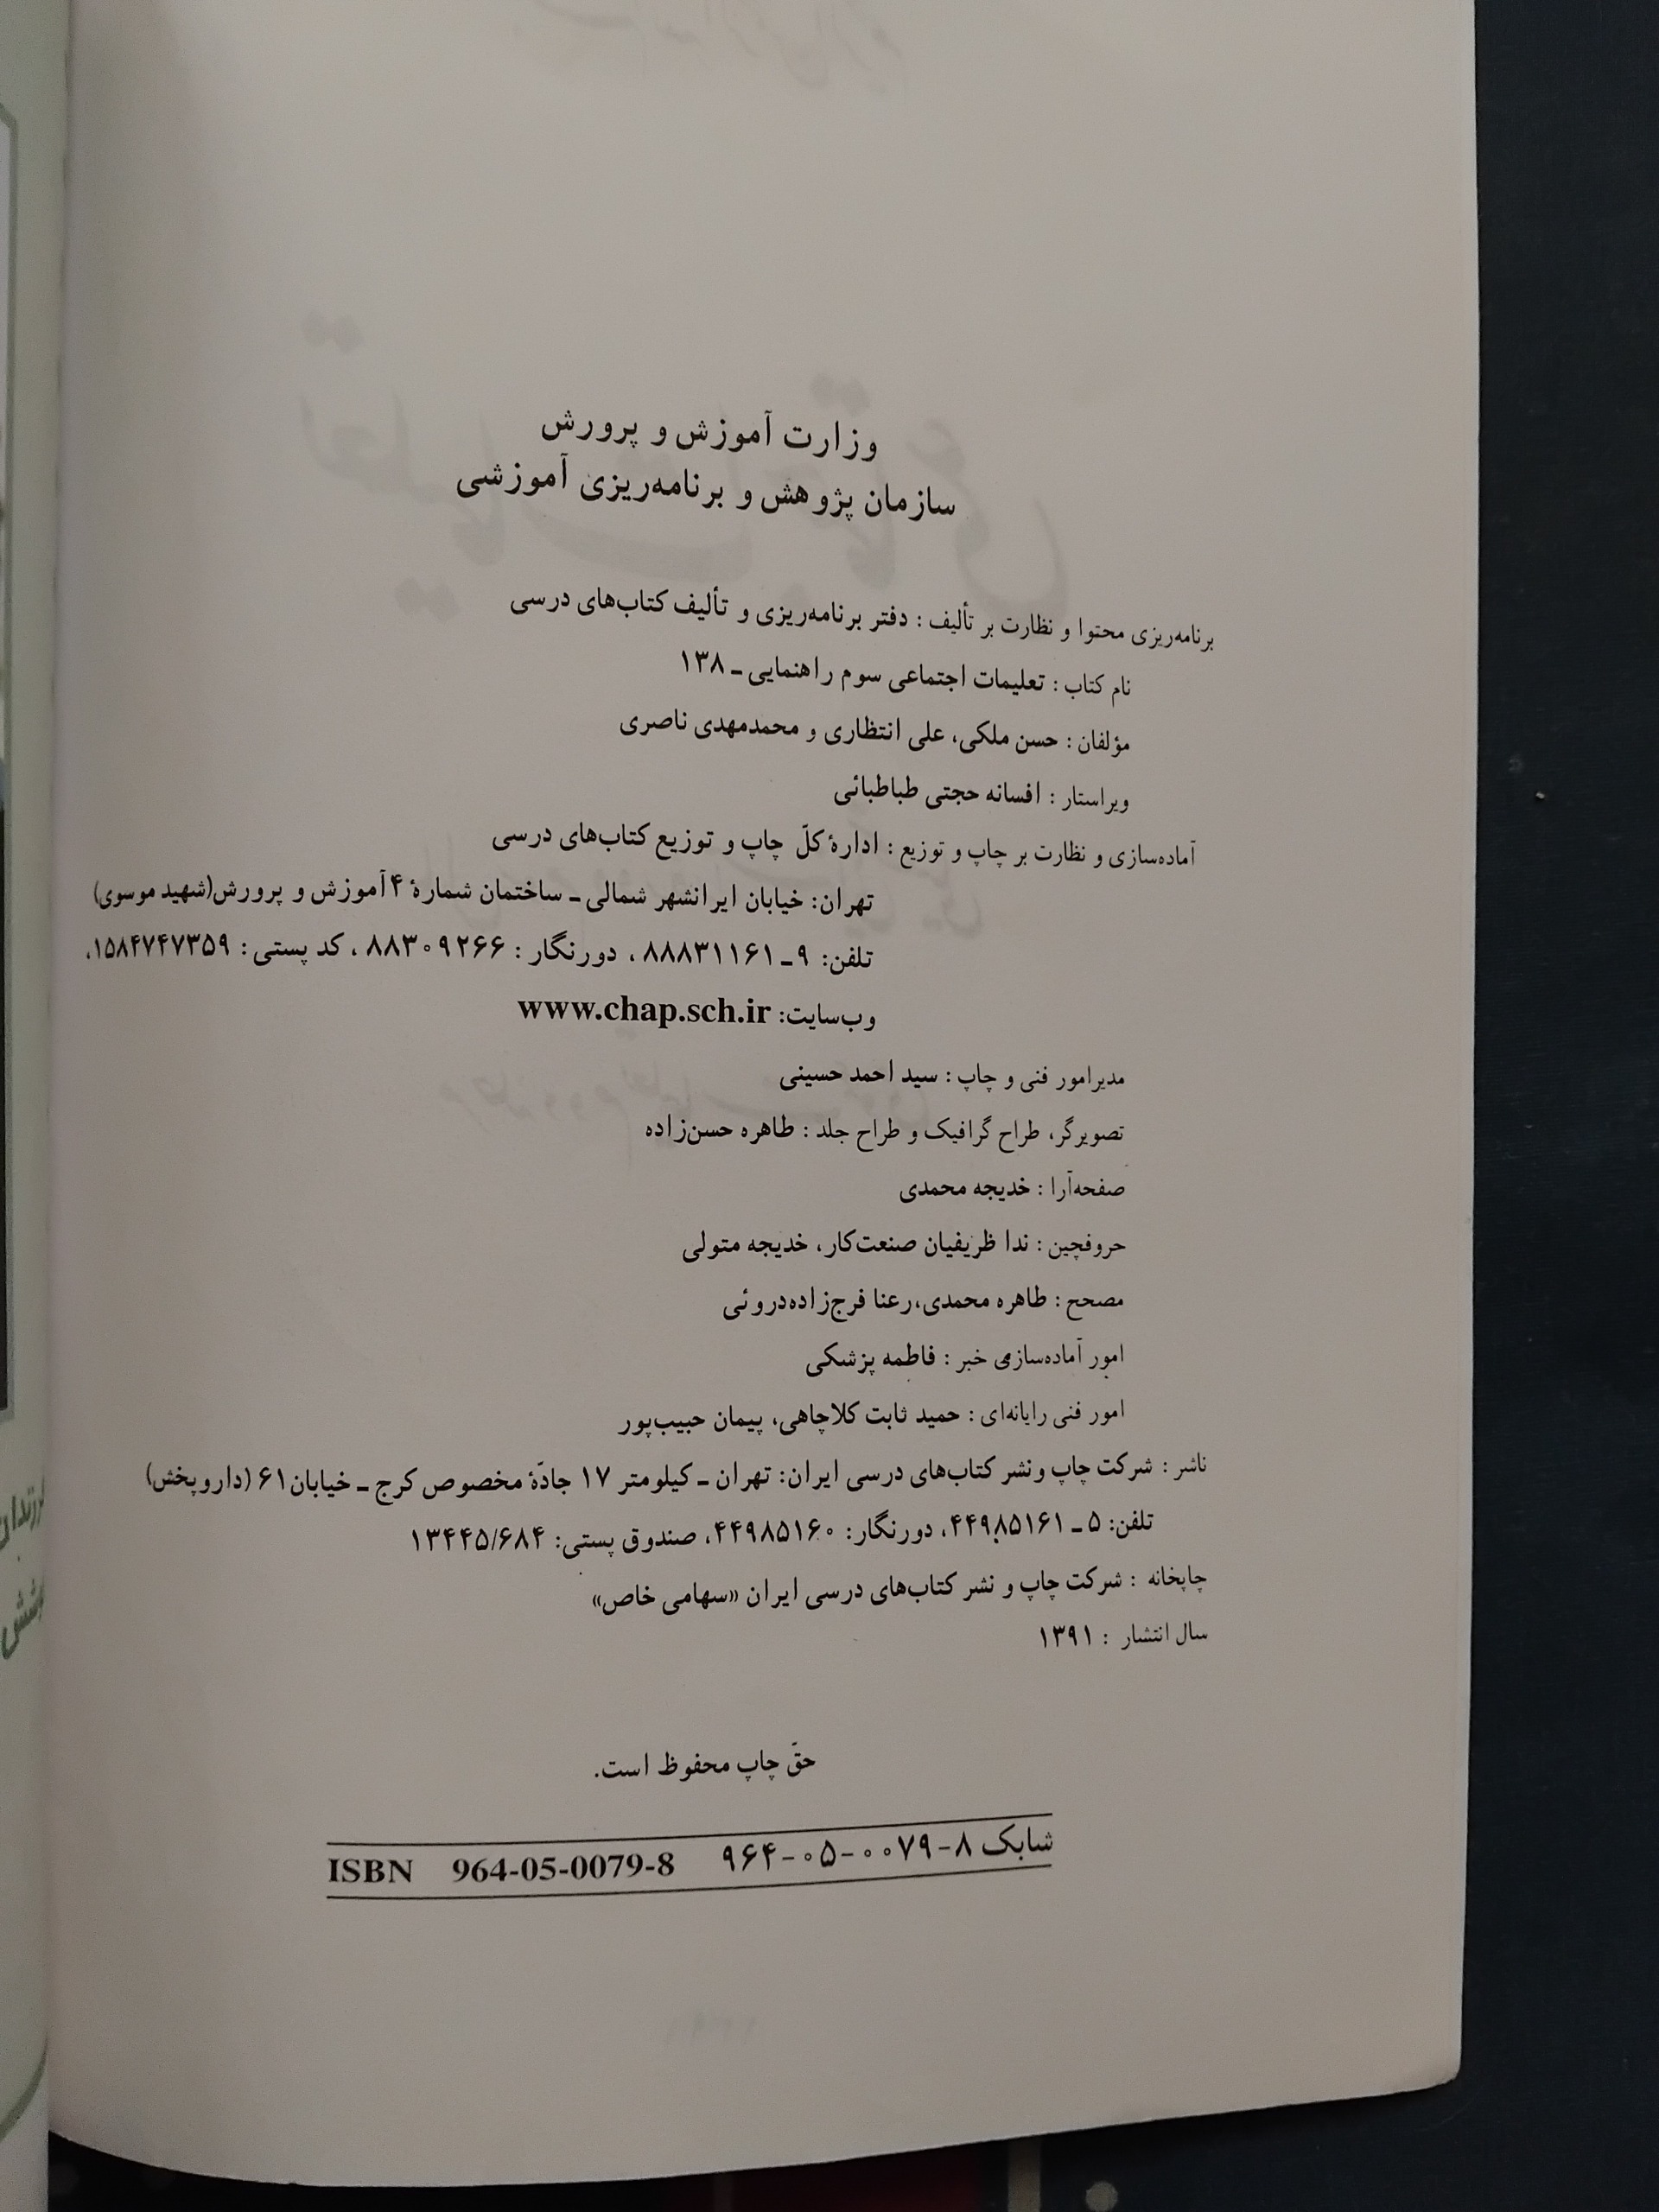 وزارت آموزش و پرورش
سازمان پژوهش و برنامه‌ریزی آموزشی
برنامه‌ریزی محتوا و نظارت بر تألیف : دفتر برنامه‌ریزی و تألیف کتاب‌های درسی
نام کتاب : تعلیمات اجتماعی سوم راهنمایی ـ ۱۳۸
مؤلفان : حسن ملکی، علی انتظاری و محمدمهدی ناصری
ویراستار : افسانه حجتی طباطبائی
آماده‌سازی و نظارت بر چاپ و توزیع : ادارهٔ کلّ چاپ و توزیع کتاب‌های درسی
تهران: خیابان ایرانشهر شمالی ـ ساختمان شمارهٔ ۴ آموزش و پرورش(شهید موسوی)
تلفن: ۹ـ۸۸۸۳۱۱۶۱ ، دورنگار : ۸۸۳۰۹۲۶۶ ، کد پستی : ۱۵۸۴۷۴۷۳۵۹،
وب‌سایت: www.chap.sch.ir
مدیرامور فنی و چاپ : سید احمد حسینی
تصویرگر، طراح گرافیک و طراح جلد : طاهره حسن‌زاده
صفحه‌آرا : خدیجه محمدی
حروفچین : ندا ظریفیان صنعت‌کار، خدیجه متولی
مصحح : طاهره محمدی،رعنا فرج‌زاده‌دروئی
امور آماده‌سازی خبر : فاطمه پزشکی
امور فنی رایانه‌ای : حمید ثابت کلاچاهی، پیمان حبیب‌پور
ناشر : شرکت چاپ ونشر کتاب‌های درسی ایران: تهران ـ کیلومتر ۱۷ جادّهٔ مخصوص کرج ـ خیابان۶۱ (داروپخش)
تلفن: ۵ ـ ۴۴۹۸۵۱۶۱، دورنگار: ۴۴۹۸۵۱۶۰، صندوق پستی: ۱۳۴۴۵/۶۸۴
چاپخانه : شرکت چاپ و نشر کتاب‌های درسی ایران «سهامی خاص»
سال انتشار : ۱۳۹۱
حقّ چاپ محفوظ است.
شابک ۸-۰۰۷۹-۰۵-۹۶۴ ISBN 964-05-0079-8